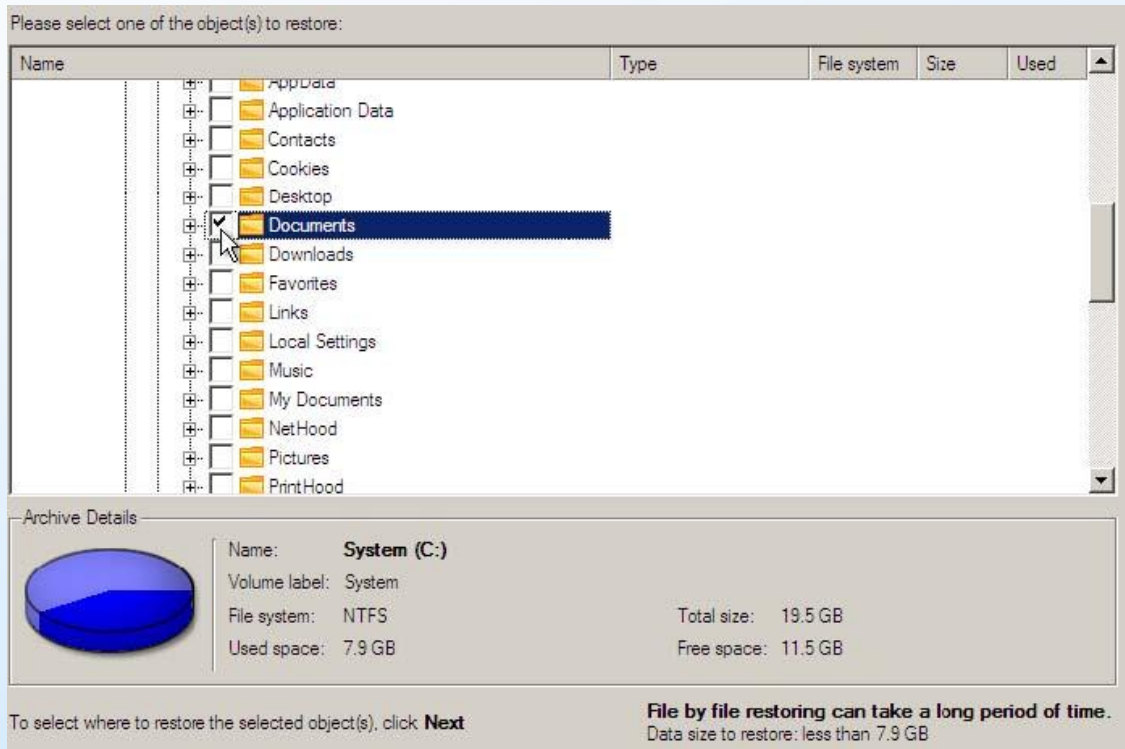 Please select one of the object(s) to restore:
Name Type File system Size Used
AppData
Application Data
Contacts
Cookies
Desktop
Documents
Downloads
Favorites
Links
Local Settings
Music
My Documents
NetHood
Pictures
PrintHood
Archive Details
Name: System (C:)
Volume label: System
File system: NTFS Total size: 19.5 GB
Used space: 7.9 GB Free space: 11.5 GB
To select where to restore the selected object(s), click Next
File by file restoring can take a long period of time.
Data size to restore: less than 7.9 GB